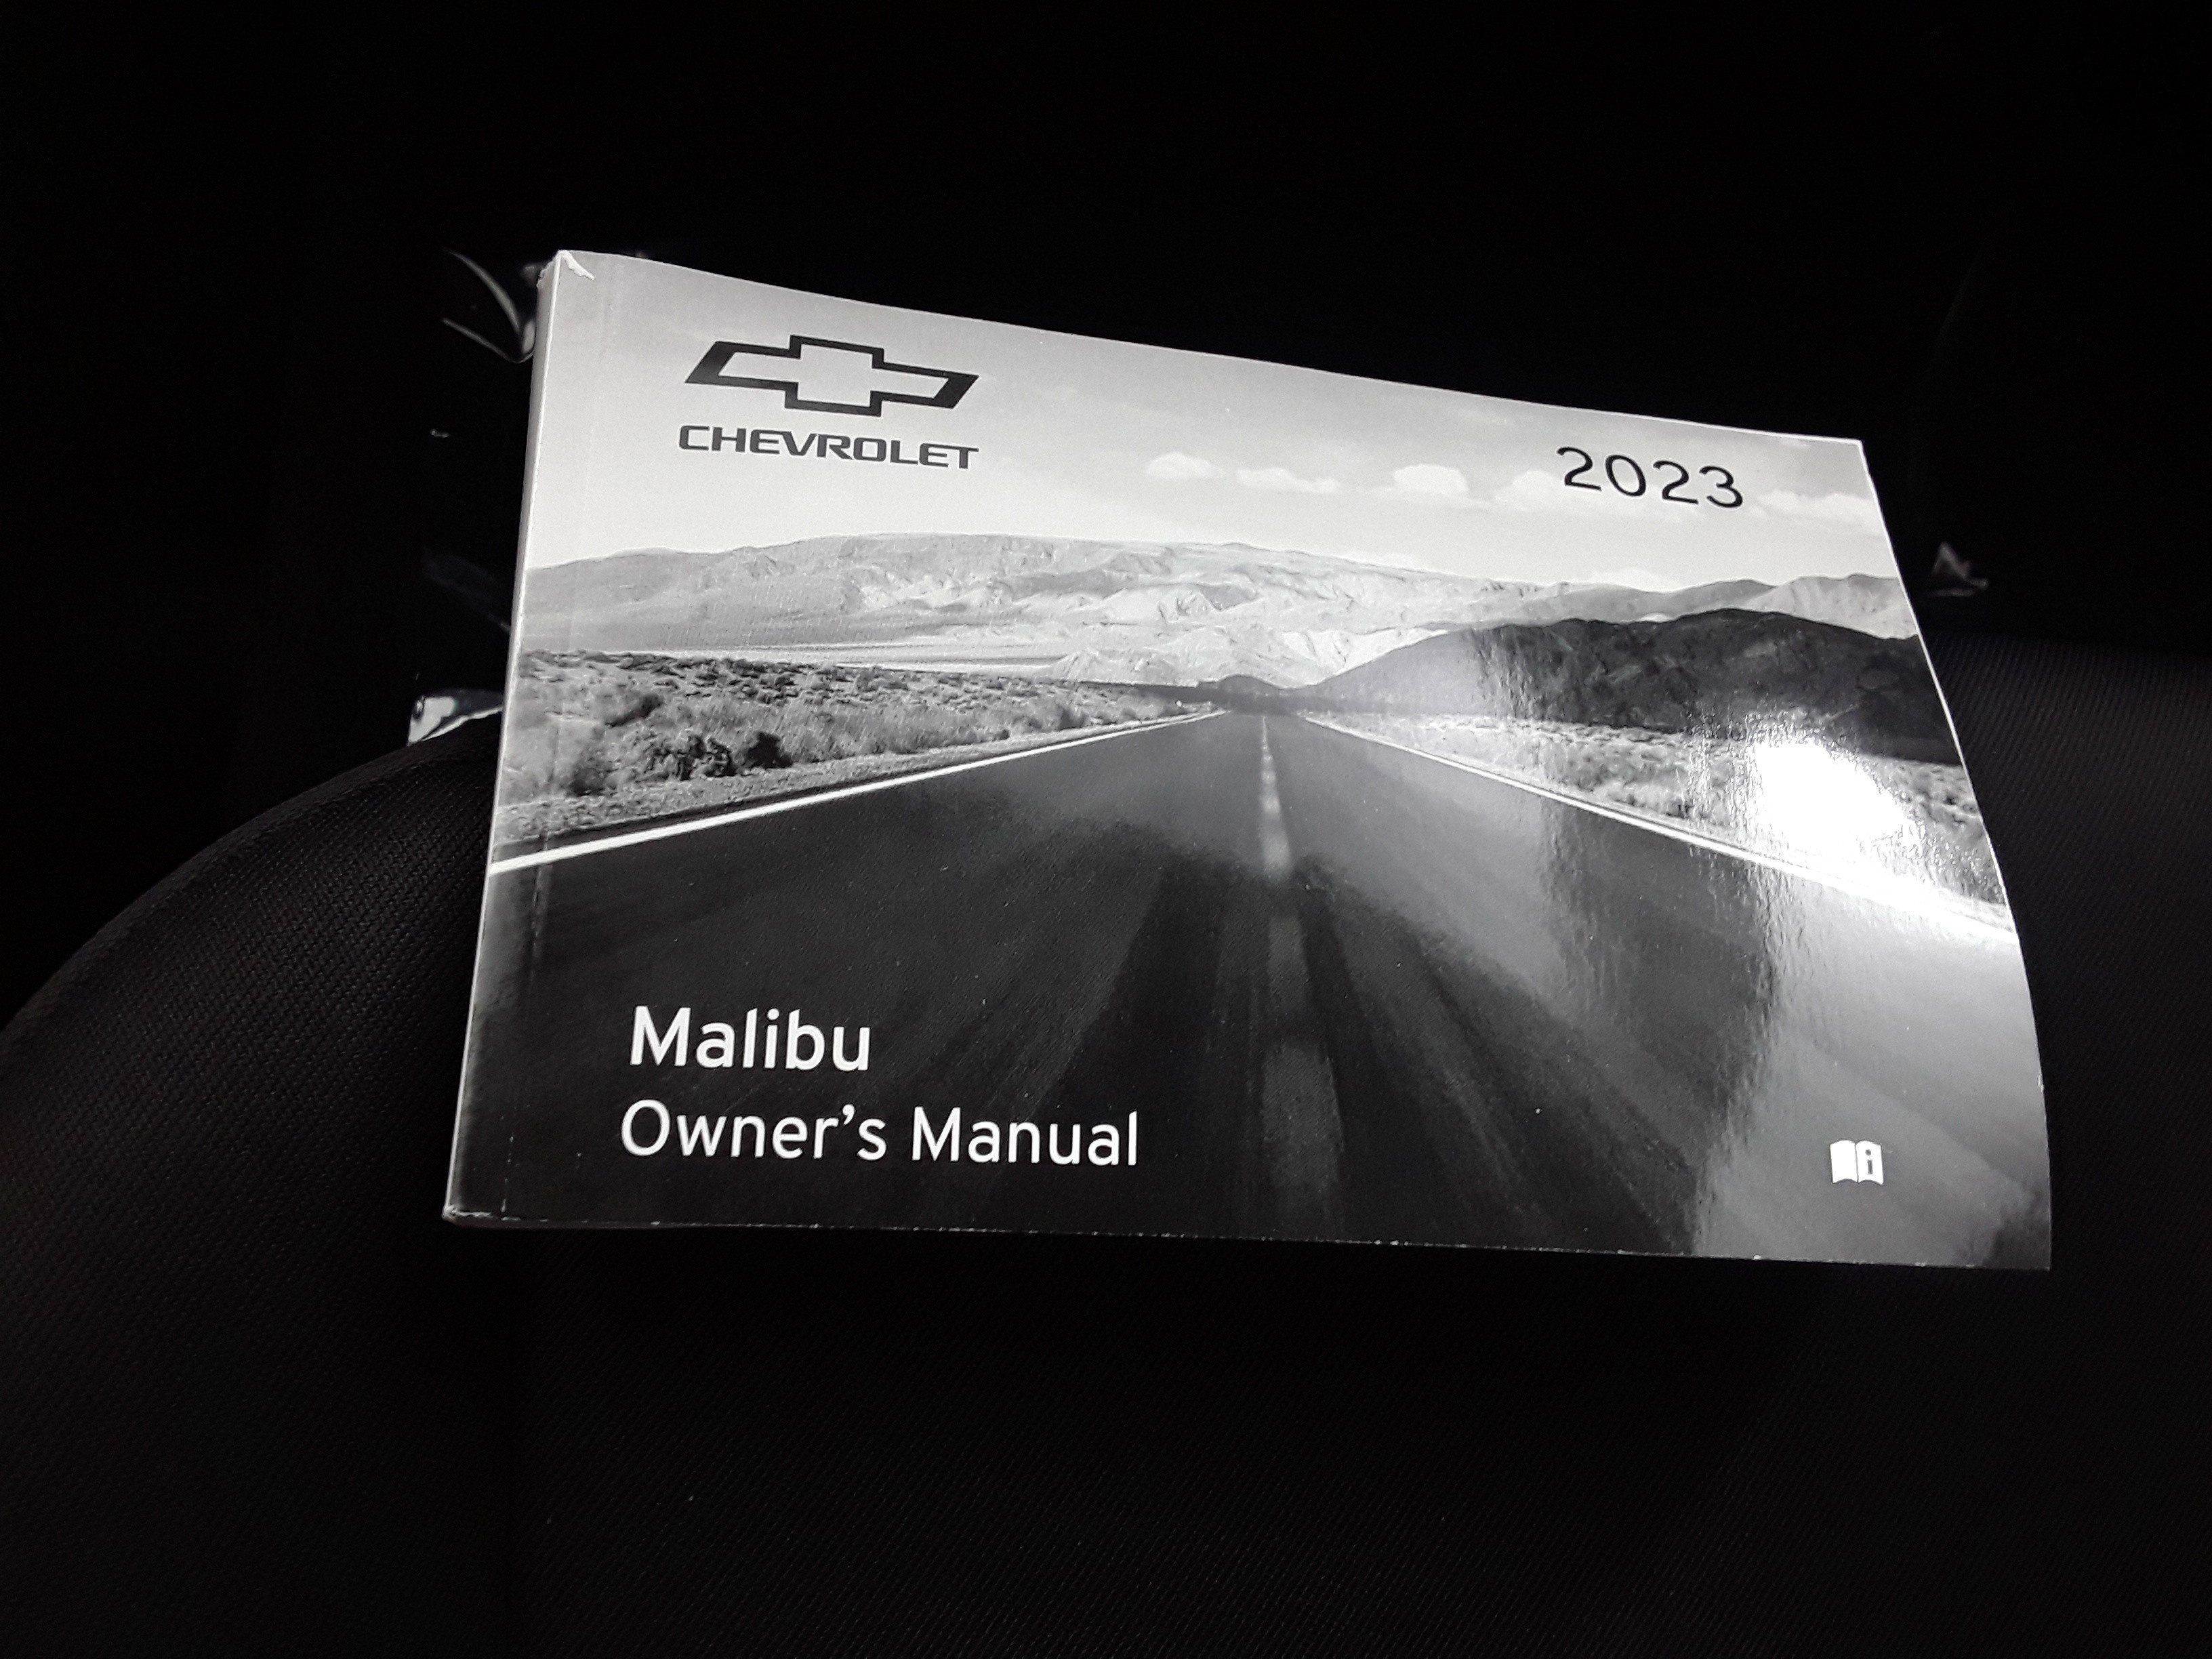 CHEVROLET
2023
Malibu
Owner's Manual